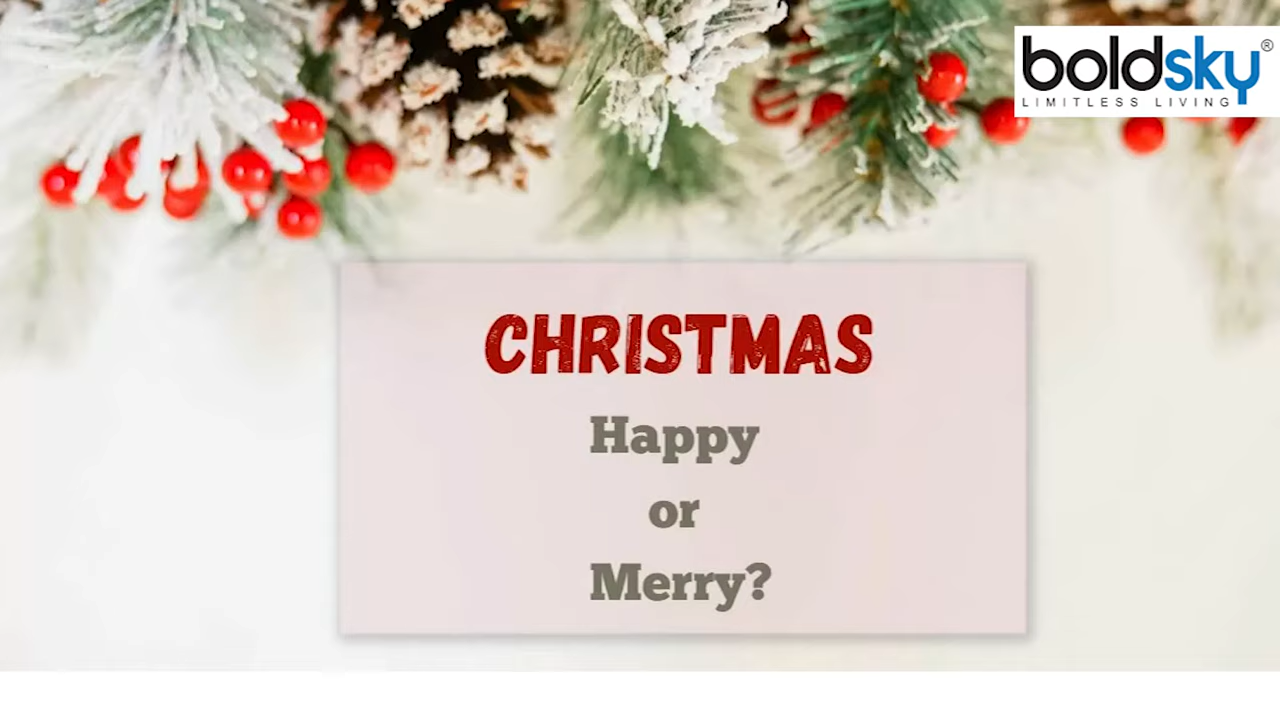 boldsky®
LIMITLESS LIVING
CHRISTMAS
Happy
or
Merry?